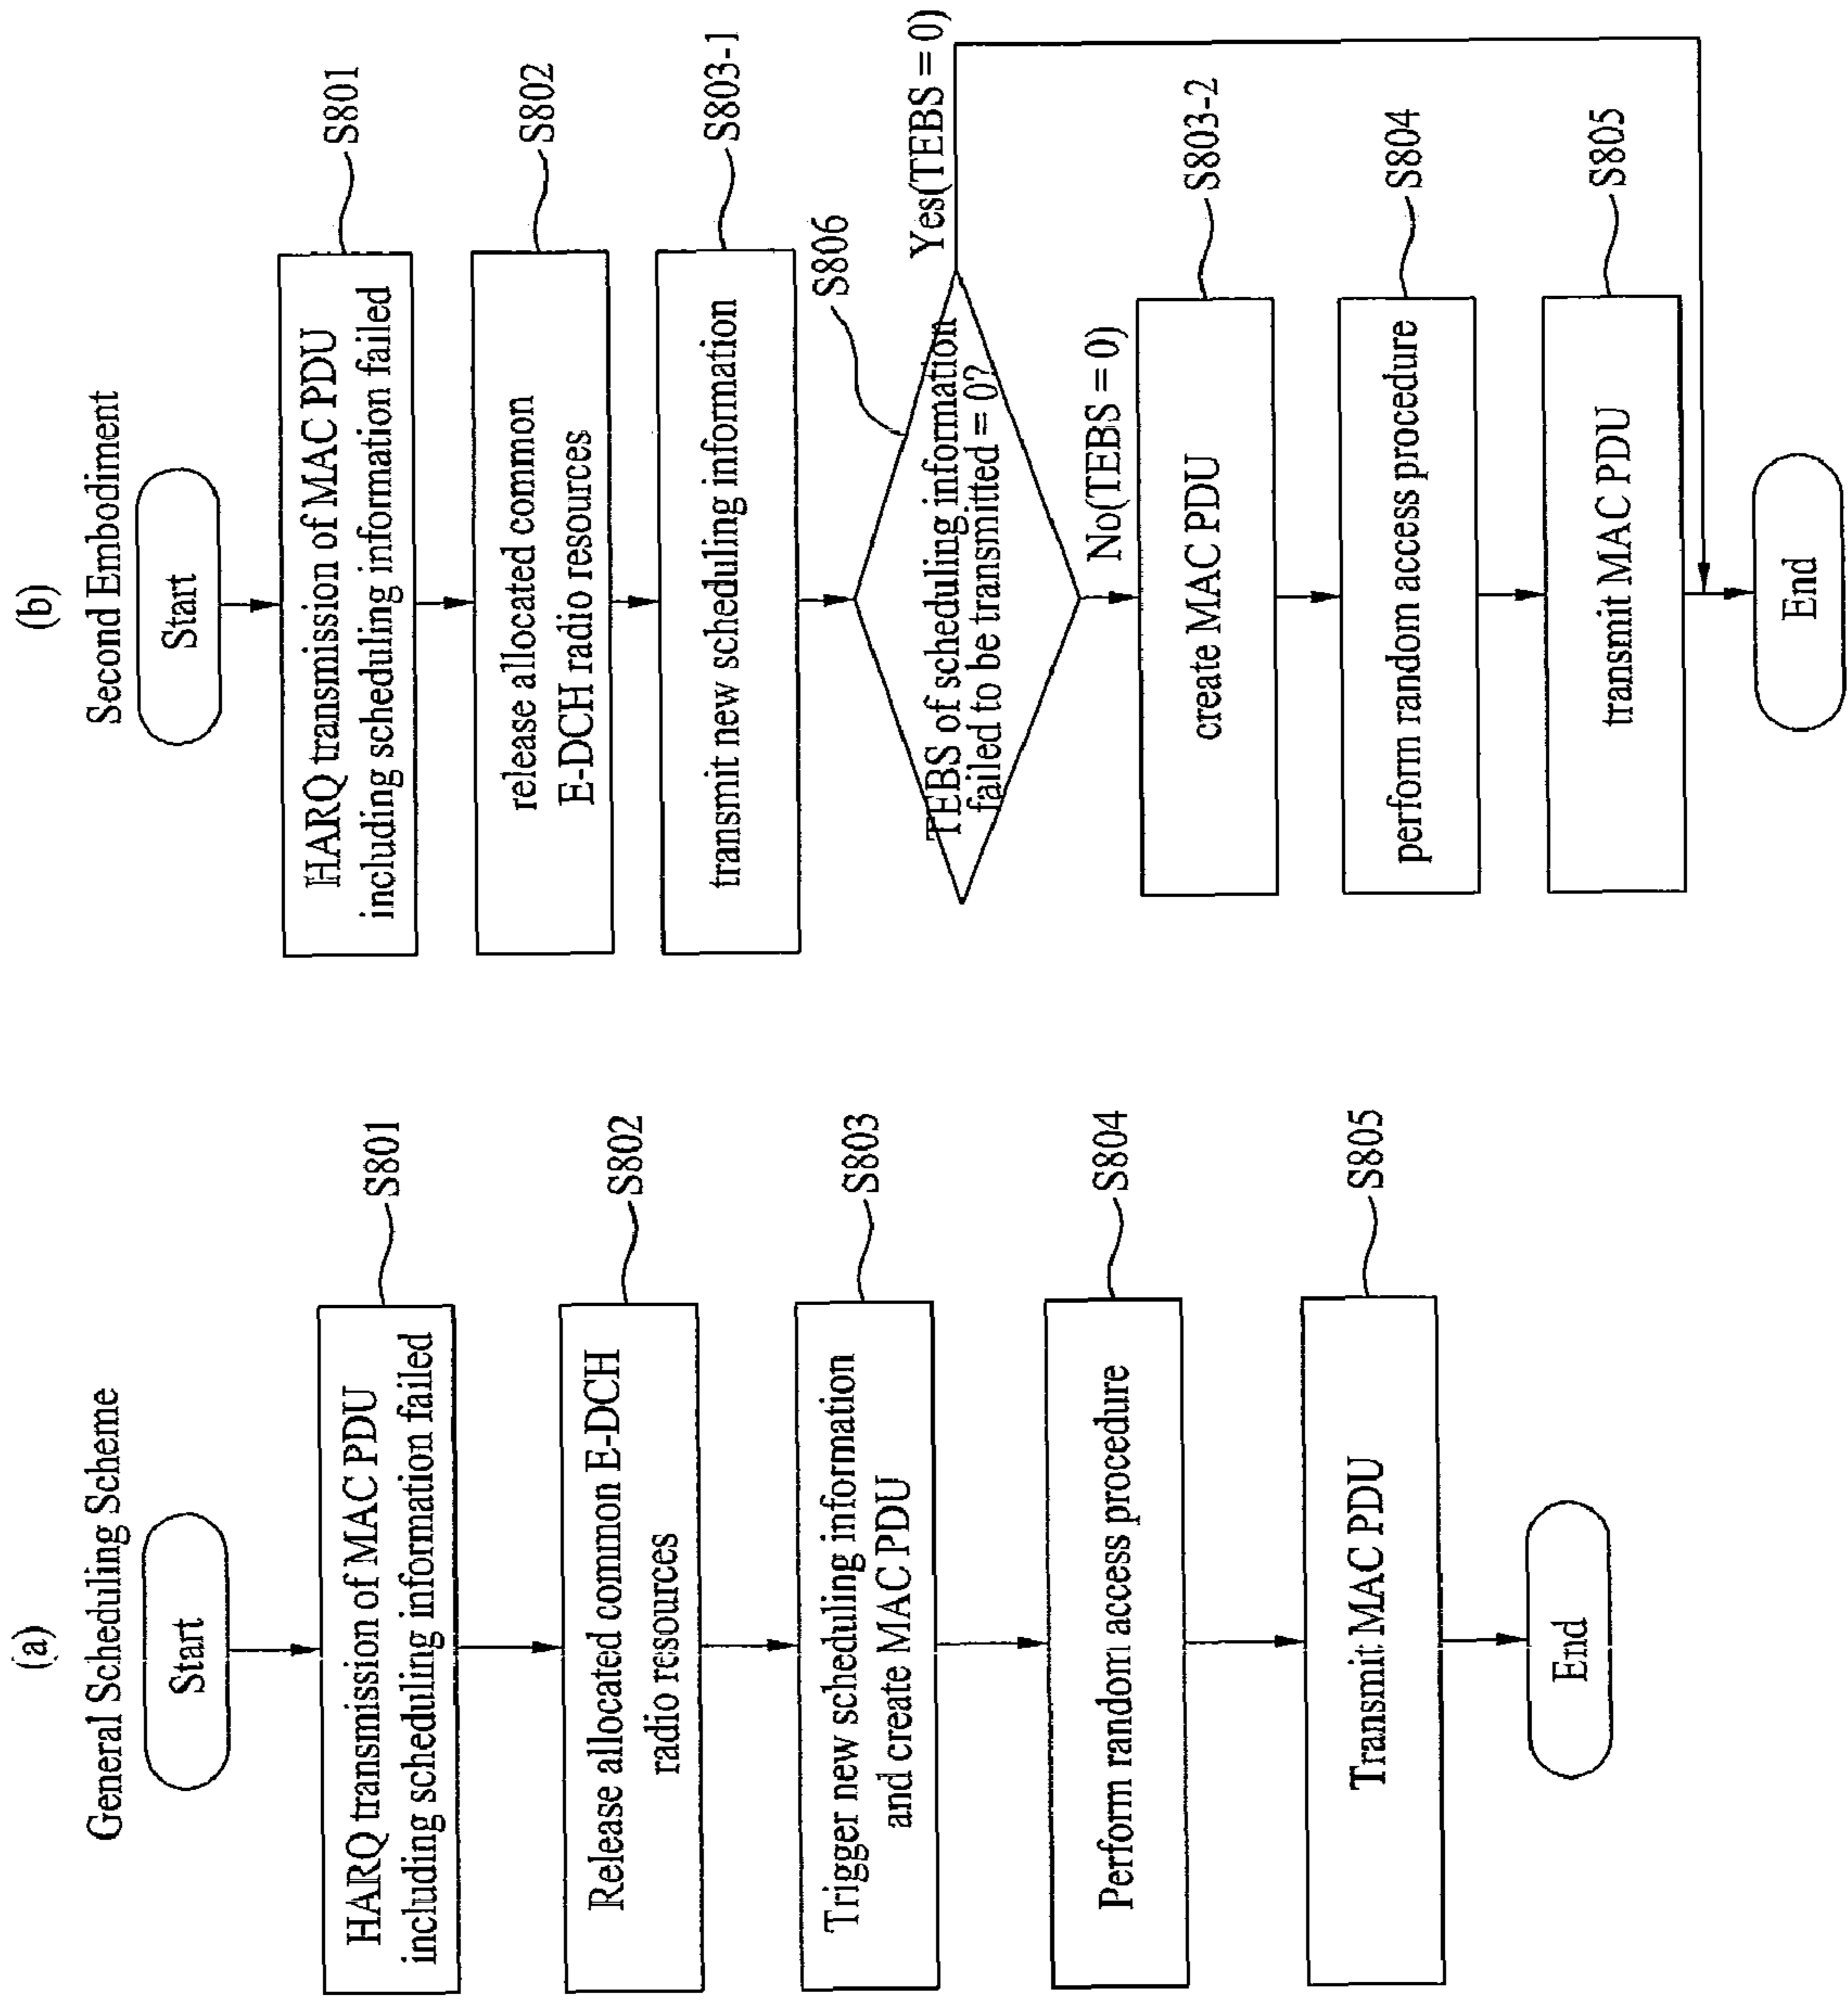 (a)
General Scheduling Scheme
Start
HARQ transmission of MAC PDU
including scheduling information failed
S801
Release allocated common E-DCH
radio resources
S802
Trigger new scheduling information
and create MAC PDU
S803
Perform random access procedure
S804
Transmit MAC PDU
S805
End
(b)
Second Embodiment
Start
HARQ transmission of MAC PDU
including scheduling information failed
S801
release allocated common
E-DCH radio resources
S802
transmit new scheduling information
S803-1
TEBS of scheduling information
failed to be transmitted = 0?
S806
Yes(TEBS = 0)
No(TEBS = 0)
create MAC PDU
S803-2
perform random access procedure
S804
transmit MAC PDU
S805
End